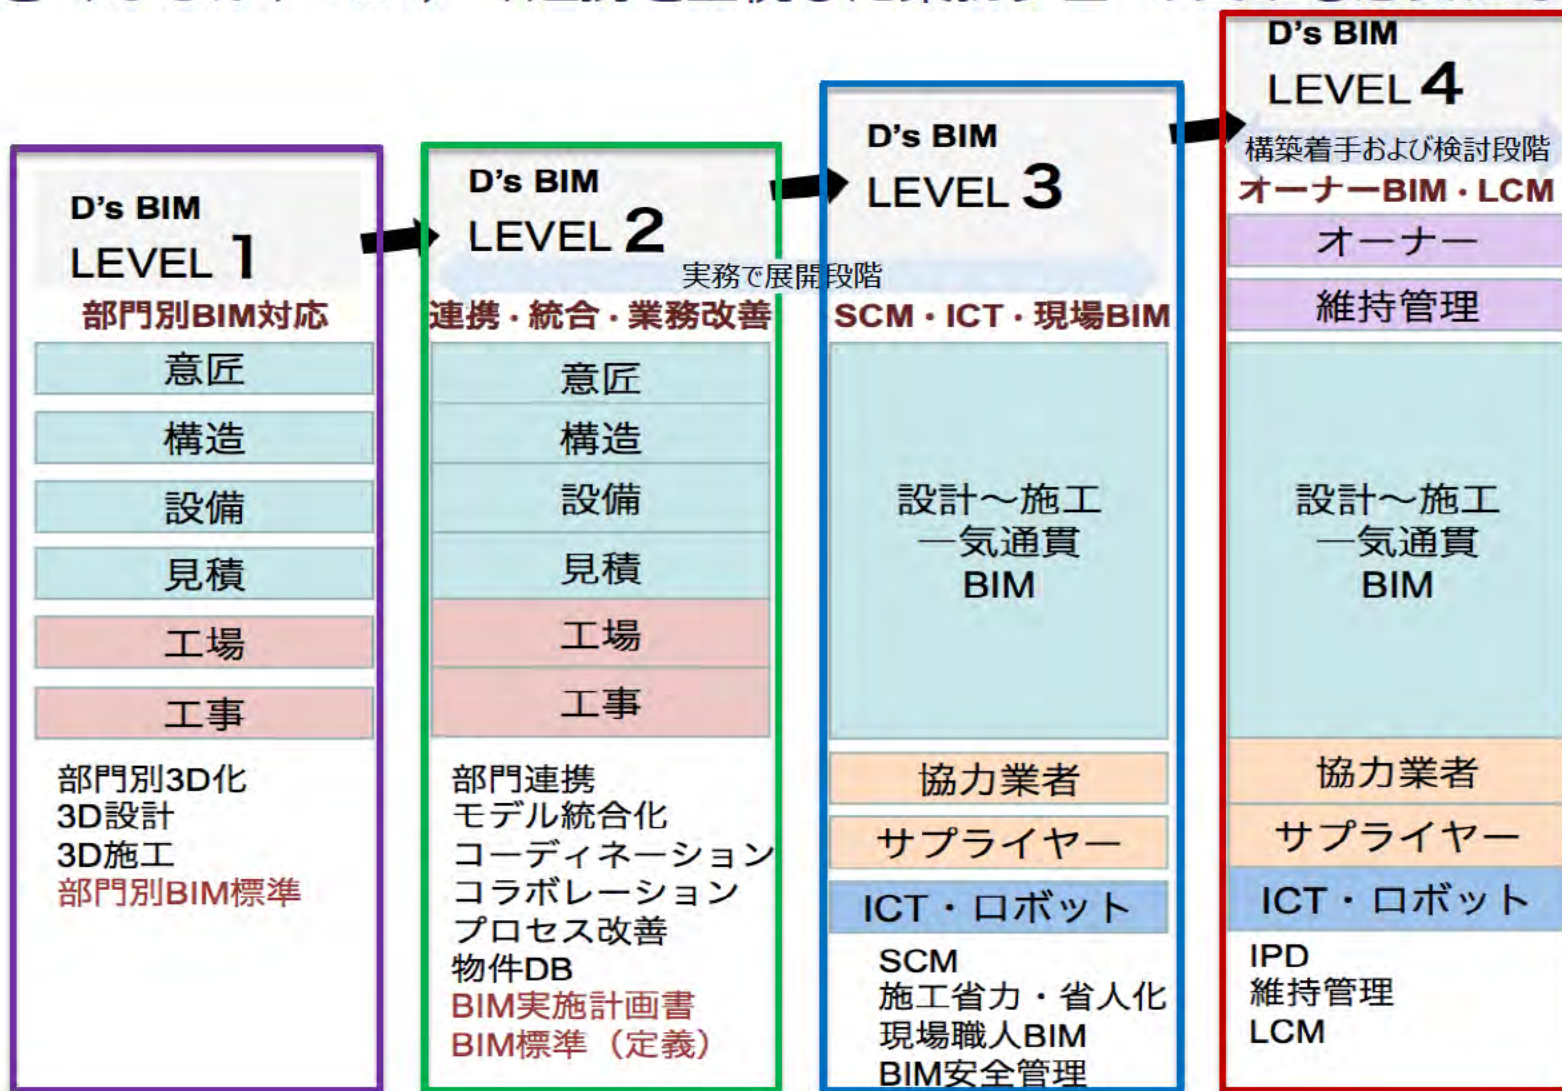 D's BIM
LEVEL 1
部門別BIM対応
意匠
構造
設備
見積
工場
工事
部門別3D化
3D設計
3D施工
部門別BIM標準
D's BIM
LEVEL 2
実務で展開段階
連携・統合・業務改善
意匠
構造
設備
見積
工場
工事
部門連携
モデル統合化
コーディネーション
コラボレーション
プロセス改善
物件DB
BIM実施計画書
BIM標準（定義）
D's BIM
LEVEL 3
SCM・ICT・現場BIM
設計～施工
一気通貫
BIM
協力業者
サプライヤー
ICT・ロボット
SCM
施工省力・省人化
現場職人BIM
BIM安全管理
D's BIM
LEVEL 4
構築着手および検討段階
オーナーBIM・LCM
オーナー
維持管理
設計～施工
一気通貫
BIM
協力業者
サプライヤー
ICT・ロボット
IPD
維持管理
LCM